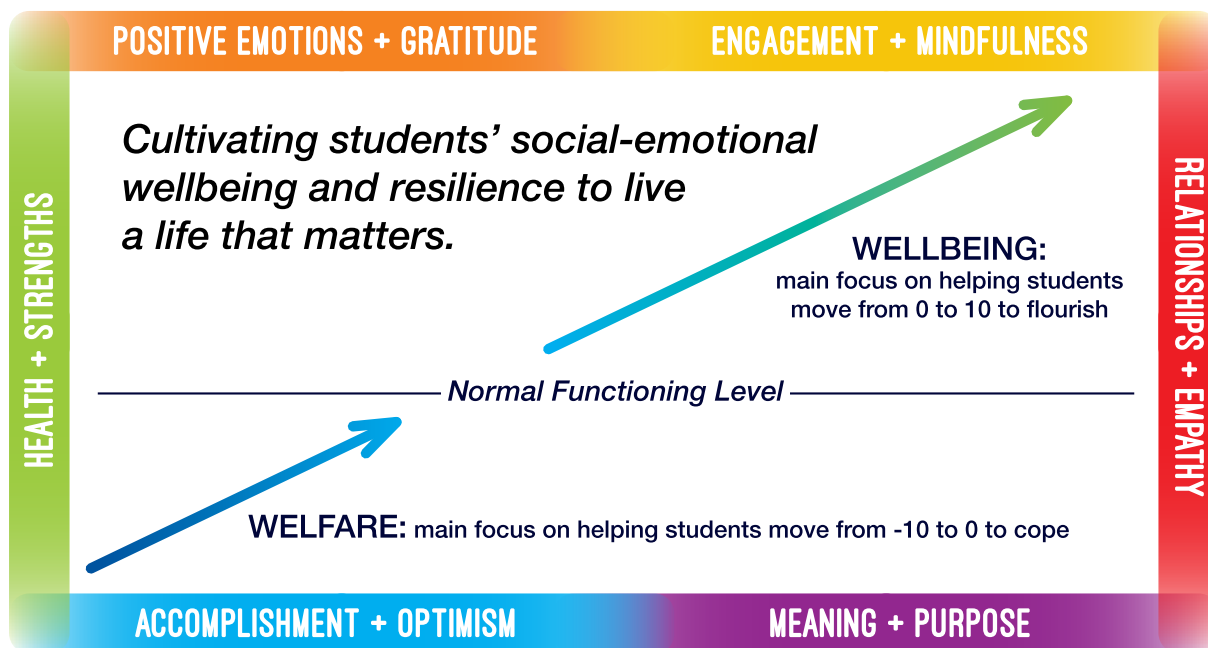 POSITIVE EMOTIONS + GRATITUDE
ENGAGEMENT + MINDFULNESS
HEALTH + STRENGTHS
Cultivating students’ social-emotional
wellbeing and resilience to live
a life that matters.
WELLBEING:
main focus on helping students
move from 0 to 10 to flourish
RELATIONSHIPS + EMPATHY
Normal Functioning Level
WELFARE: main focus on helping students move from -10 to 0 to cope
ACCOMPLISHMENT + OPTIMISM
MEANING + PURPOSE